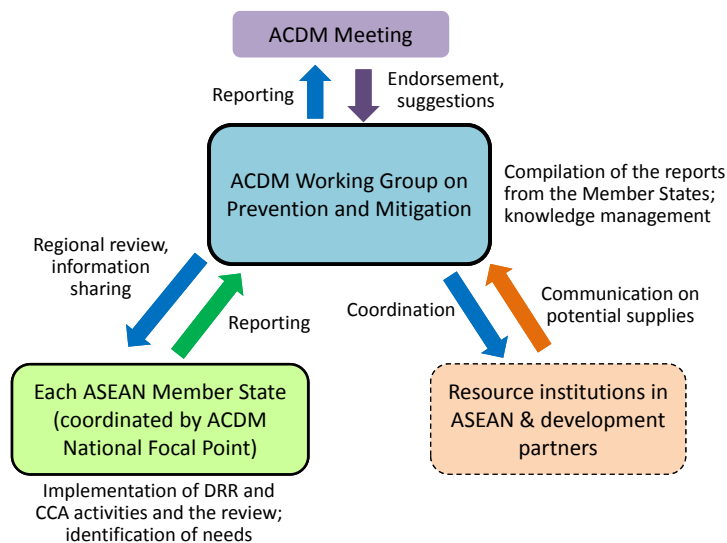 ACDM Meeting
Reporting
Endorsement,
suggestions
ACDM Working Group on
Prevention and Mitigation
Compilation of the reports
from the Member States;
knowledge management
Regional review,
information
sharing
Reporting
Coordination
Communication on
potential supplies
Each ASEAN Member State
(coordinated by ACDM
National Focal Point)
Resource institutions in
ASEAN & development
partners
Implementation of DRR and
CCA activities and the review;
identification of needs